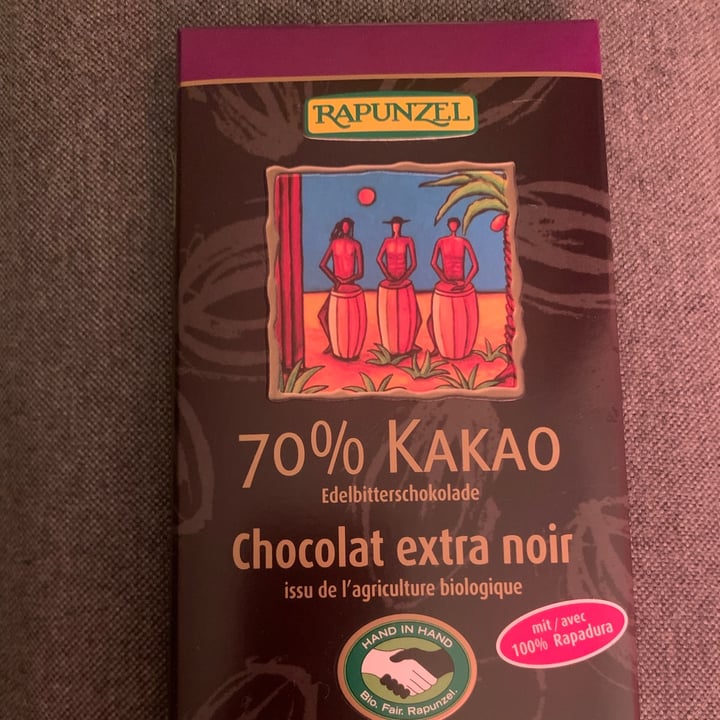 RAPUNZEL
70% KAKAO
Edelbitterschokolade
Chocolat extra noir
issu de l'agriculture biologique
mit / avec
100% Rapadura
HAND IN HAND
Bio. Fair. Rapunzel.